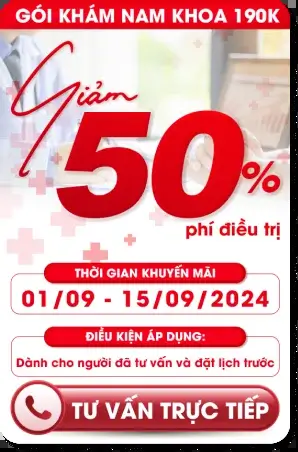 GÓI KHÁM NAM KHOA 190K
Giảm
50%
phí điều trị
THỜI GIAN KHUYẾN MÃI
01/09 - 15/09/2024
ĐIỀU KIỆN ÁP DỤNG:
Dành cho người đã tư vấn và đặt lịch trước
TƯ VẤN TRỰC TIẾP